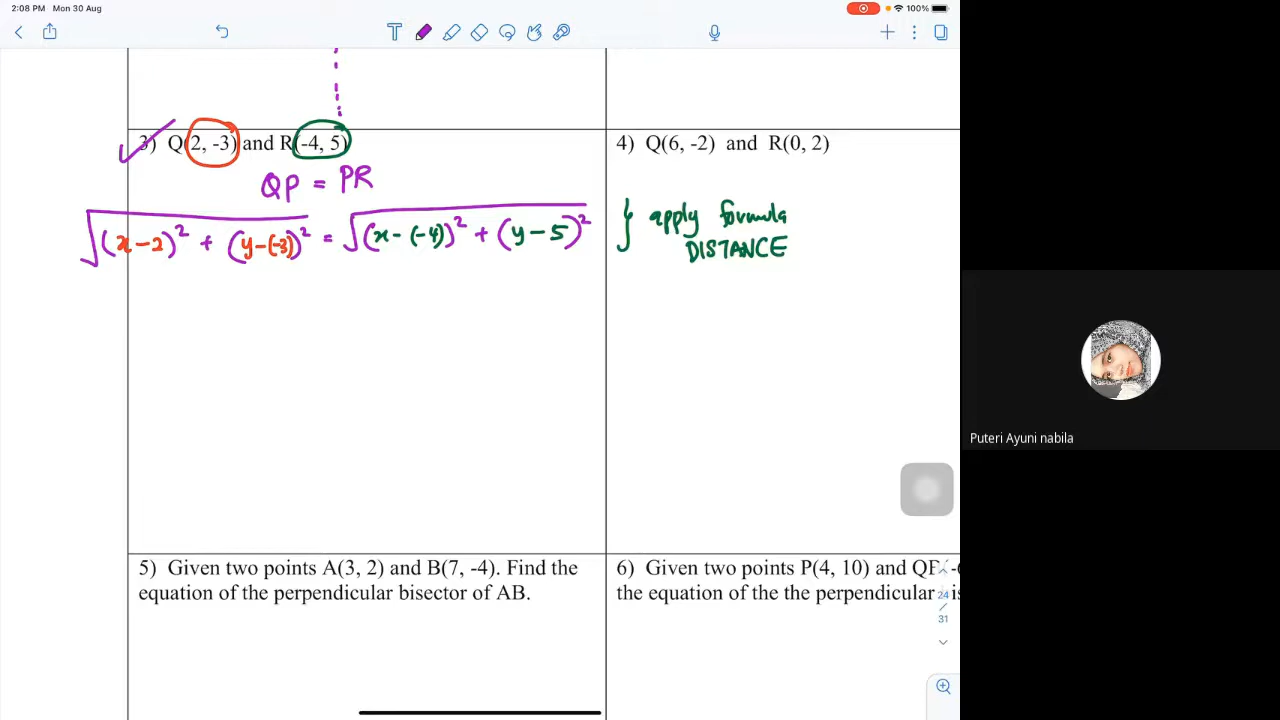 2:08 PM Mon 30 Aug
100%
3) Q(2, -3) and R(-4, 5)
QP = PR
√(x-2)² + (y-(-3))² = √(x-(-4))² + (y-5)²
4) Q(6, -2) and R(0, 2)
} apply formula
DISTANCE
5) Given two points A(3, 2) and B(7, -4). Find the
equation of the perpendicular bisector of AB.
6) Given two points P(4, 10) and QB
the equation of the the perpendicular
24
/
31
Puteri Ayuni nabila